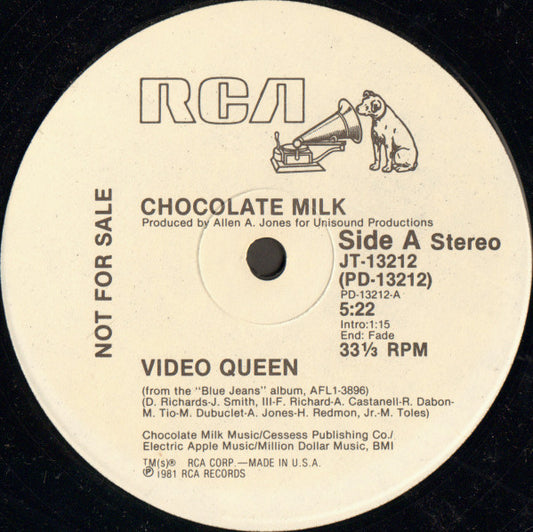 RCA
NOT FOR SALE
CHOCOLATE MILK
Produced by Allen A. Jones for Unisound Productions
Side A Stereo
JT-13212
(PD-13212)
PD-13212-A
5:22
Intro:1:15
End: Fade
33⅓ RPM
VIDEO QUEEN
(from the "Blue Jeans" album, AFL1-3896)
(D. Richards-J. Smith, III-F. Richard-A. Castanell-R. Dabon-
M. Tio-M. Dubuclet-A. Jones-H. Redmon, Jr.-M. Toles)
Chocolate Milk Music/Cessess Publishing Co./
Electric Apple Music/Million Dollar Music, BMI
TM(s)® RCA CORP.—MADE IN U.S.A.
℗ 1981 RCA RECORDS